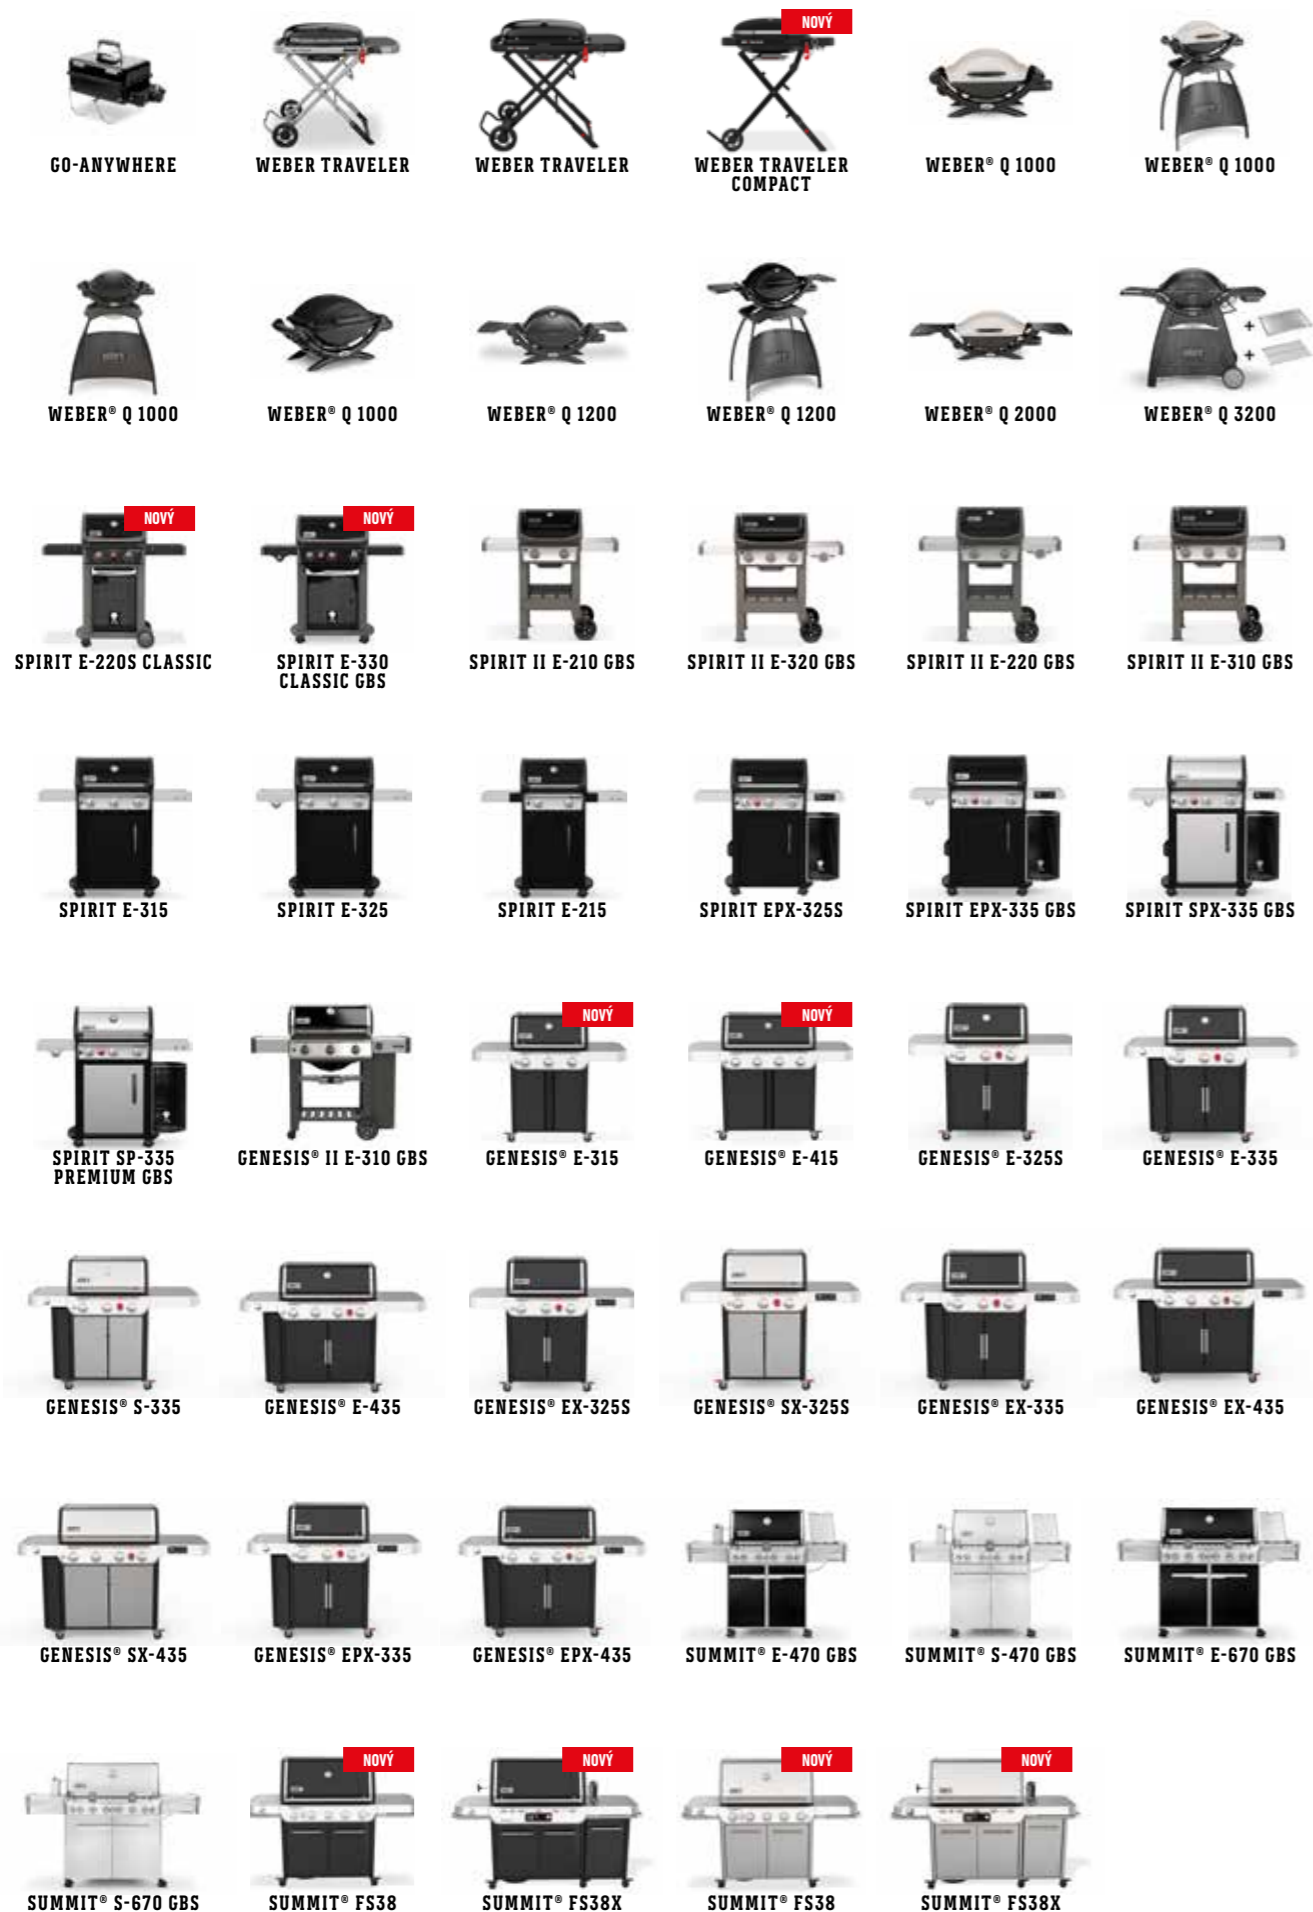 NOVÝ
GO-ANYWHERE
WEBER TRAVELER
WEBER TRAVELER
WEBER TRAVELER
COMPACT
WEBER® Q 1000
WEBER® Q 1000
WEBER® Q 1000
WEBER® Q 1000
WEBER® Q 1200
WEBER® Q 1200
WEBER® Q 2000
+
+
WEBER® Q 3200
NOVÝ
NOVÝ
SPIRIT E-220S CLASSIC
SPIRIT E-330
CLASSIC GBS
SPIRIT II E-210 GBS
SPIRIT II E-320 GBS
SPIRIT II E-220 GBS
SPIRIT II E-310 GBS
SPIRIT E-315
SPIRIT E-325
SPIRIT E-215
SPIRIT EPX-325S
SPIRIT EPX-335 GBS
SPIRIT SPX-335 GBS
NOVÝ
NOVÝ
SPIRIT SP-335
PREMIUM GBS
GENESIS® II E-310 GBS
GENESIS® E-315
GENESIS® E-415
GENESIS® E-325S
GENESIS® E-335
GENESIS® S-335
GENESIS® E-435
GENESIS® EX-325S
GENESIS® SX-325S
GENESIS® EX-335
GENESIS® EX-435
GENESIS® SX-435
GENESIS® EPX-335
GENESIS® EPX-435
SUMMIT® E-470 GBS
SUMMIT® S-470 GBS
SUMMIT® E-670 GBS
NOVÝ
NOVÝ
NOVÝ
NOVÝ
SUMMIT® S-670 GBS
SUMMIT® FS38
SUMMIT® FS38X
SUMMIT® FS38
SUMMIT® FS38X